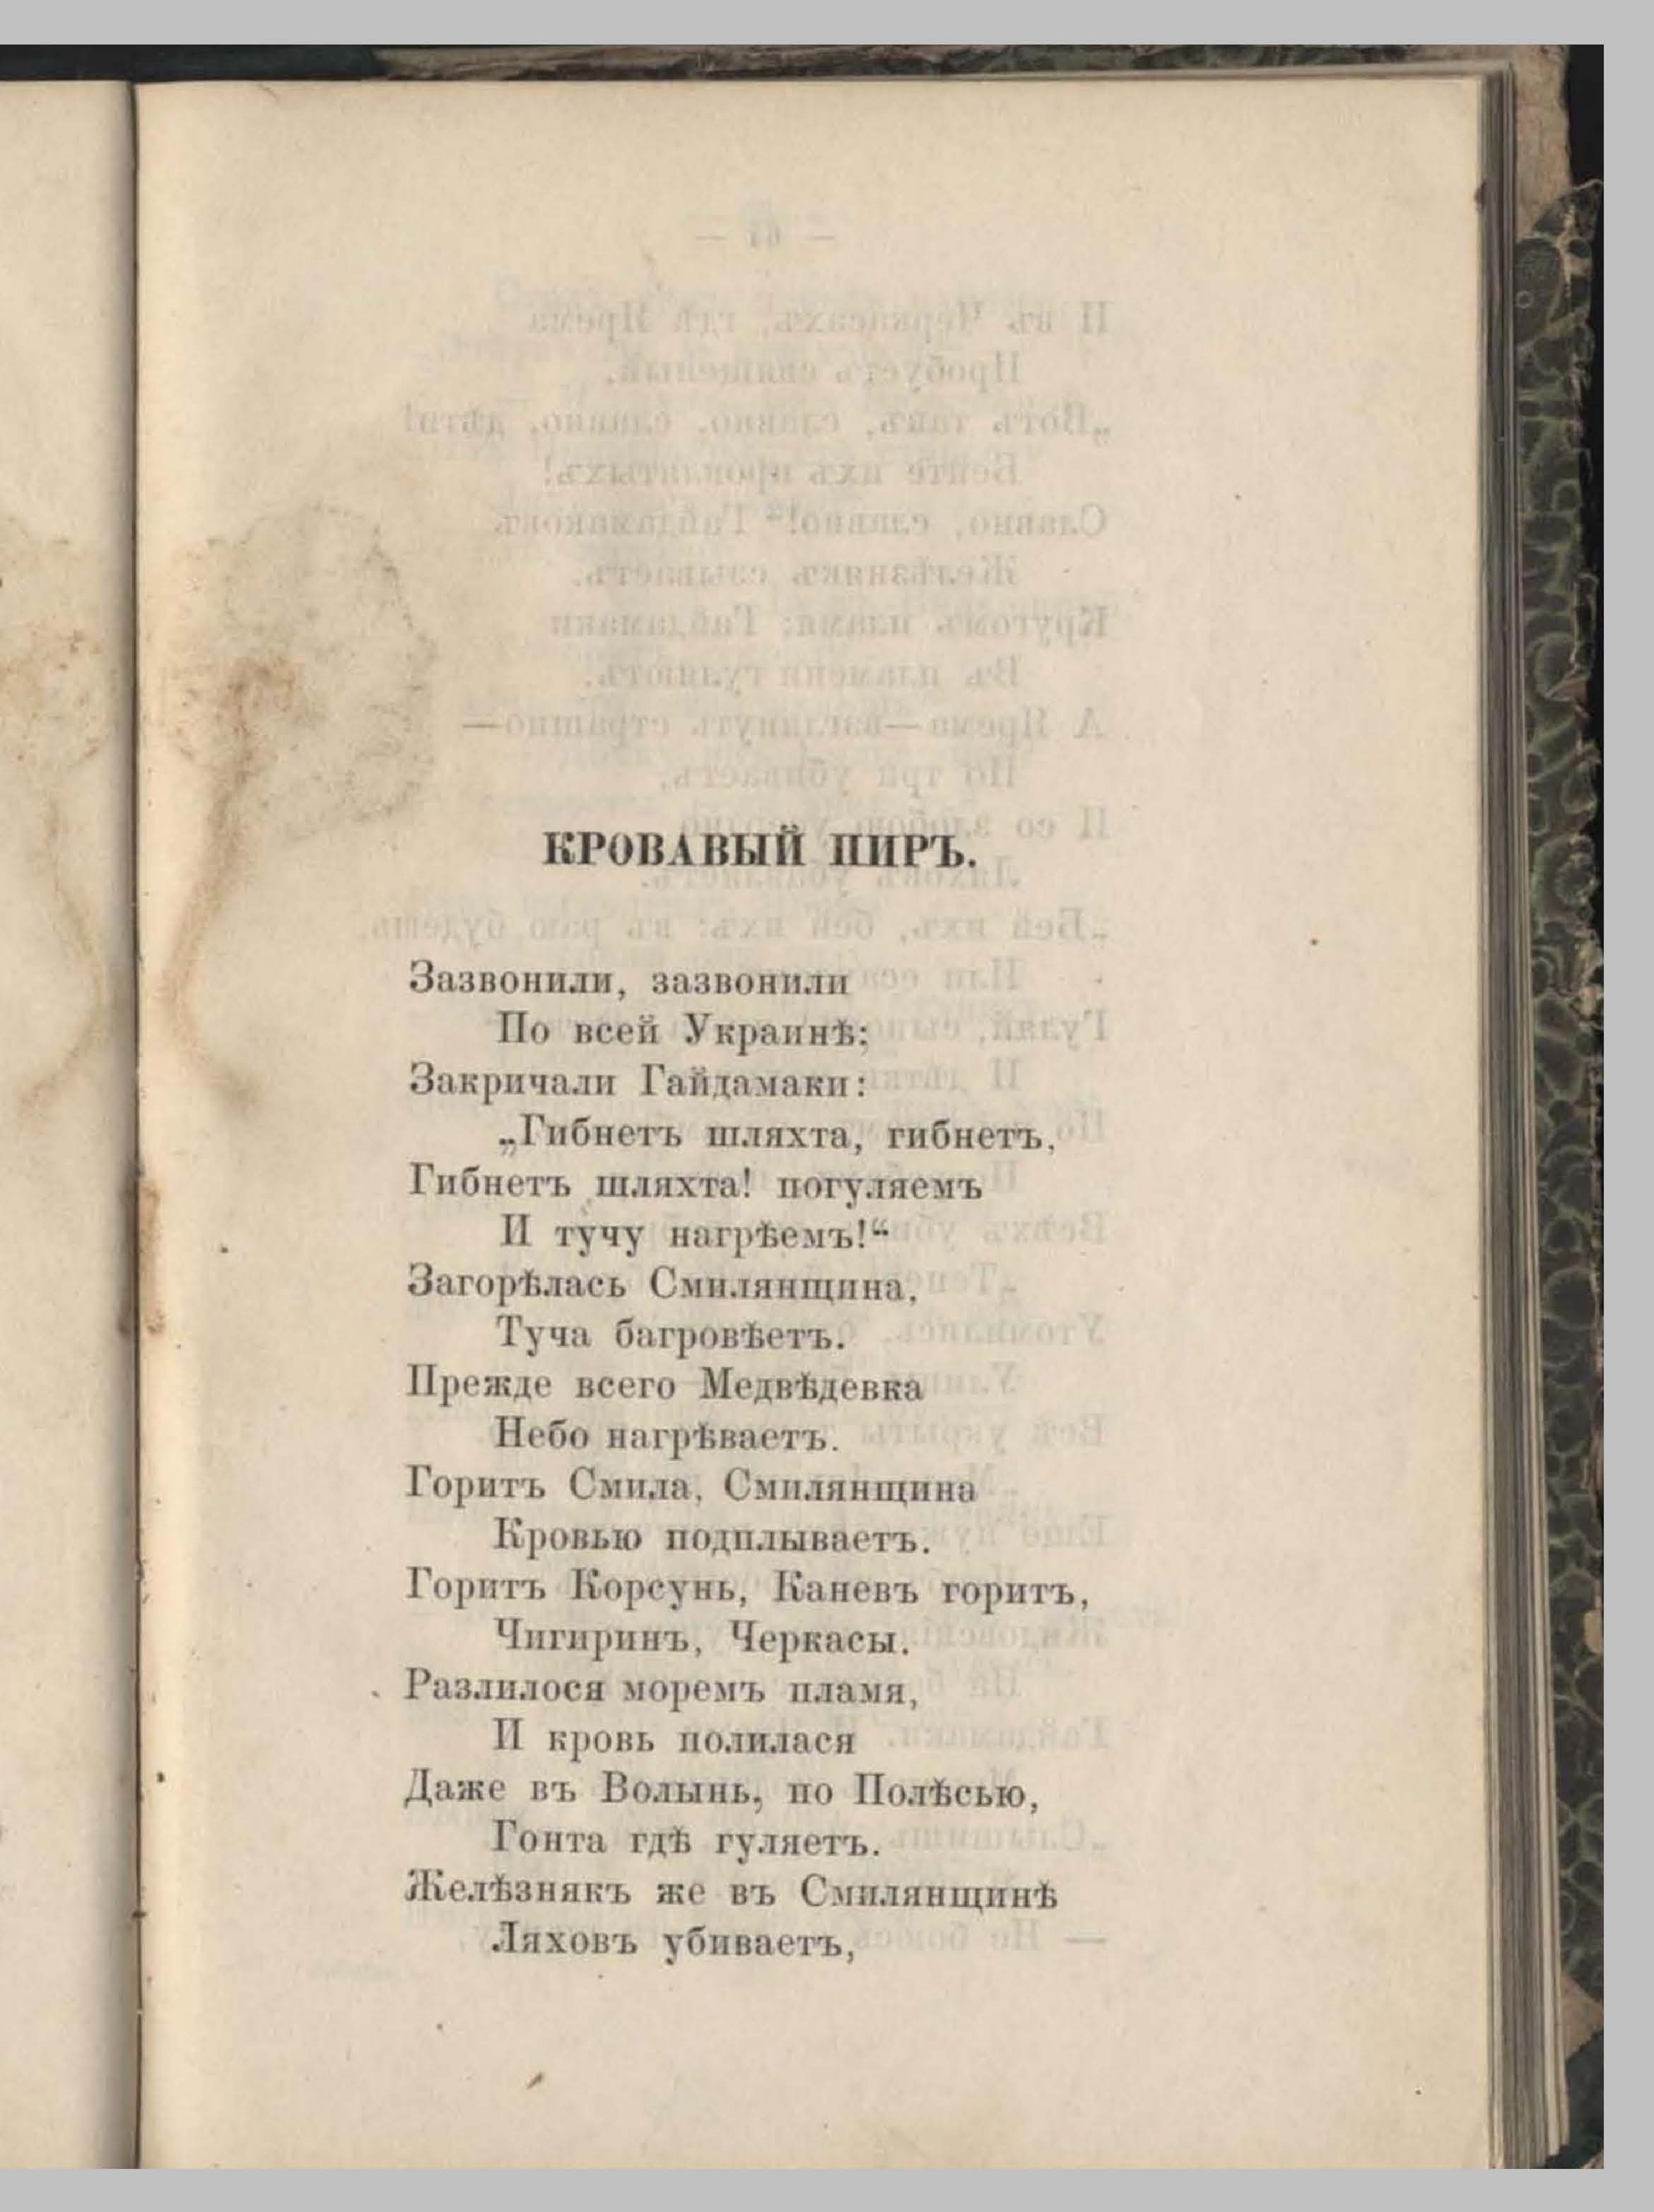 КРОВАВЫЙ ПИРЪ.
Зазвонили, зазвонили
По всей Украинѣ;
Закричали Гайдамаки:
„Гибнетъ шляхта, гибнетъ,
Гибнетъ шляхта! погуляемъ
И тучу нагрѣемъ!“
Загорѣлась Смилянщина,
Туча багровѣетъ.
Прежде всего Медвѣдевка
Небо нагрѣваетъ.
Горитъ Смила, Смилянщина
Кровью подплываетъ.
Горитъ Корсунь, Каневъ горитъ,
Чигиринъ, Черкасы.
Разлилося моремъ пламя,
И кровь полилася
Даже въ Волынь, по Полѣсью,
Гонта гдѣ гуляетъ.
Желѣзнякъ же въ Смилянщинѣ
Ляховъ убиваетъ,